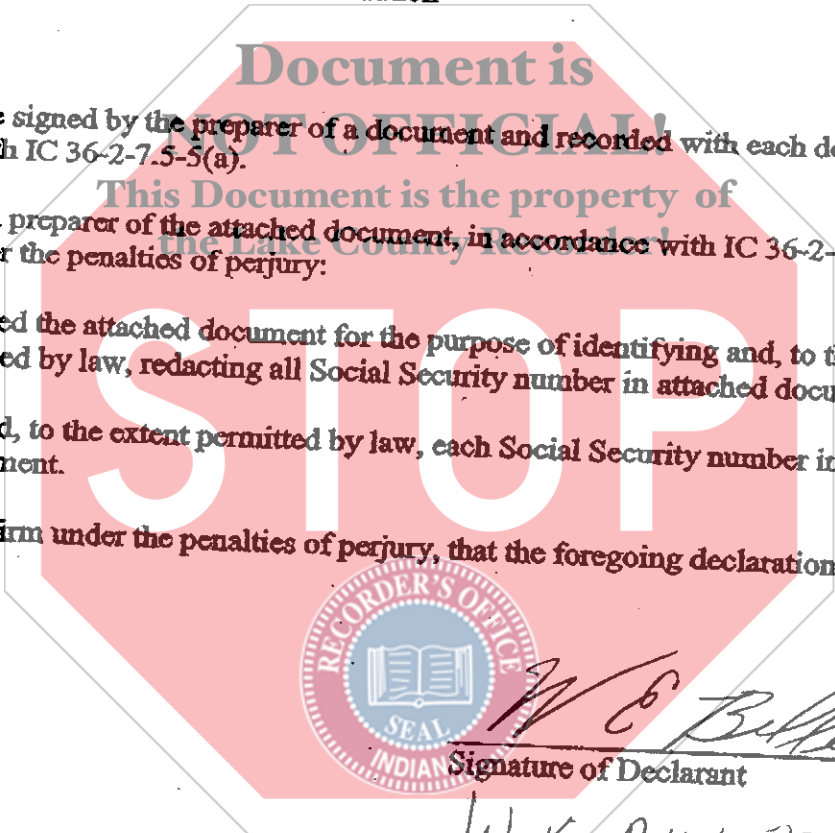 Document is
NOT OFFICIAL!
This Document is the property of
the Lake County Recorder!
STOP
signed by the preparer of a document and recorded with each
h IC 36-2-7.5-5(a).
preparer of the attached document, in accordance with IC 36-2-
r the penalties of perjury:
ed the attached document for the purpose of identifying and, to
ed by law, redacting all Social Security number in attached docu
d, to the extent permitted by law, each Social Security number in
ment.
irm under the penalties of perjury, that the foregoing declaration
RECORDER'S OFFICE
SEAL
INDIANA
W E
Signature of Declarant